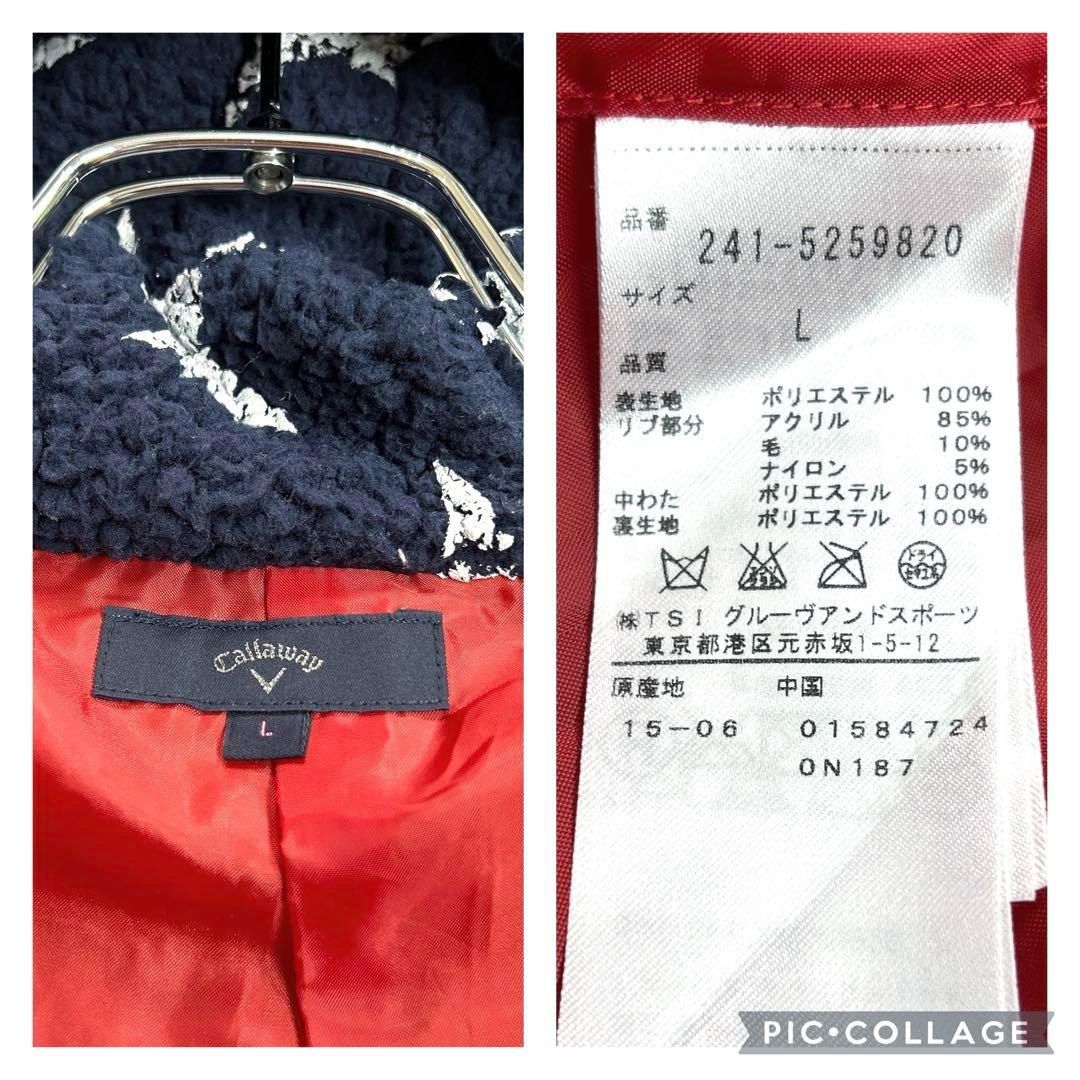 Callaway
L
品番
241-5259820
サイズ
L
品質
表生地 ポリエステル 100%
リブ部分 アクリル 85%
毛 10%
ナイロン 5%
中わた ポリエステル 100%
裏生地 ポリエステル 100%
ドライ
㈱TSI グルーヴアンドスポーツ
東京都港区元赤坂1-5-12
原産地 中国
15-06 01584724
0N187
PIC•COLLAGE